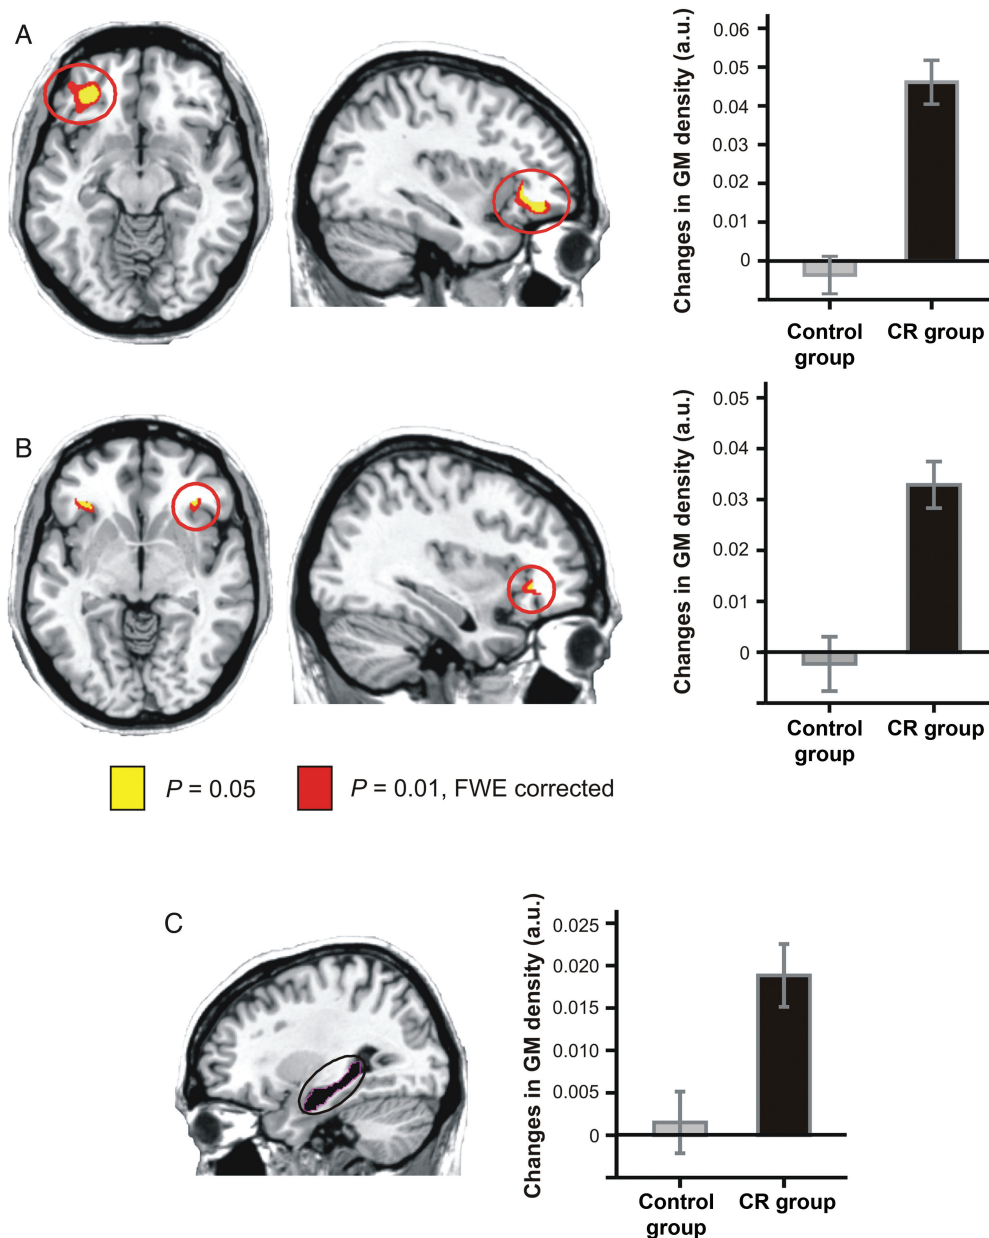 A
Changes in GM density (a.u.)
0.06
0.05
0.04
0.03
0.02
0.01
0
Control group
CR group
B
Changes in GM density (a.u.)
0.05
0.04
0.03
0.02
0.01
0
Control group
CR group
P = 0.05
P = 0.01, FWE corrected
C
Changes in GM density (a.u.)
0.025
0.020
0.015
0.010
0.005
0
Control group
CR group